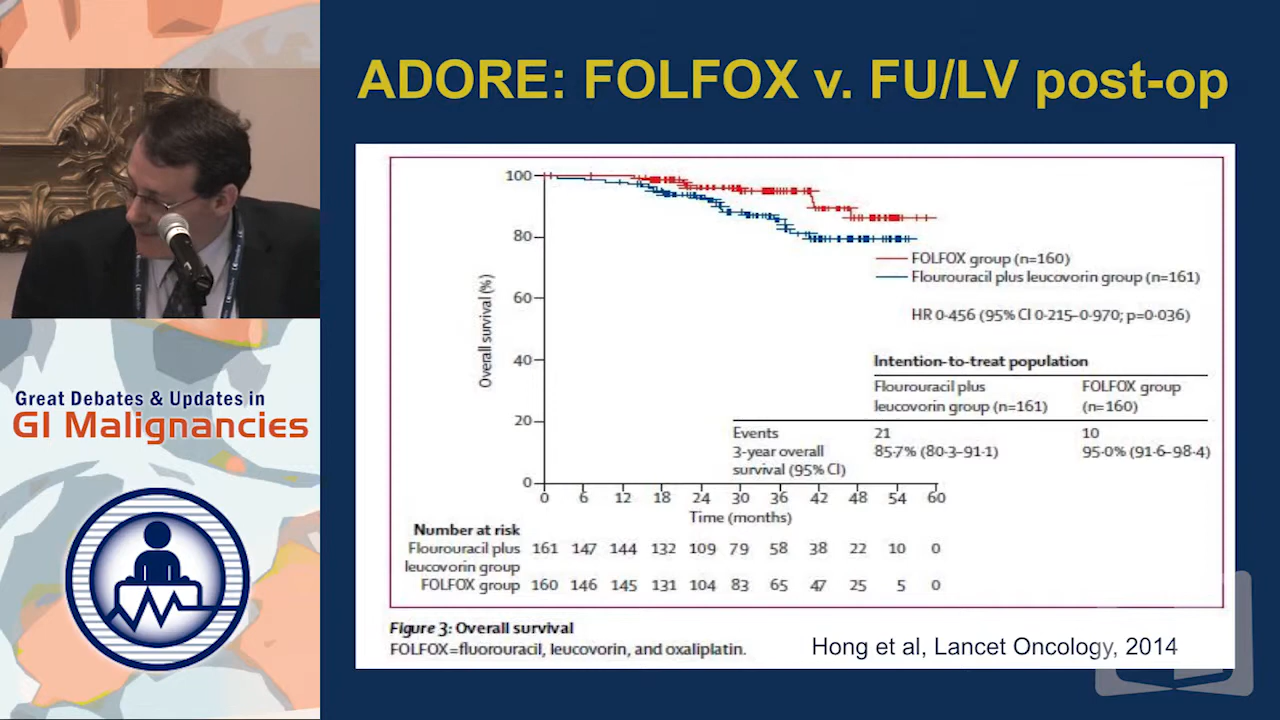 ADORE: FOLFOX v. FU/LV post-op
Great Debates & Updates in
GI Malignancies
100
80
60
40
20
0
Overall survival (%)
FOLFOX group (n=160)
Flourouracil plus leucovorin group (n=161)
HR 0·456 (95% CI 0·215–0·970; p=0·036)
Intention-to-treat population
Flourouracil plus leucovorin group (n=161)
FOLFOX group (n=160)
Events 21 10
3-year overall survival (95% CI) 85·7% (80·3–91·1) 95·0% (91·6–98·4)
0 6 12 18 24 30 36 42 48 54 60
Time (months)
Number at risk
Flourouracil plus leucovorin group 161 147 144 132 109 79 58 38 22 10 0
FOLFOX group 160 146 145 131 104 83 65 47 25 5 0
Figure 3: Overall survival
FOLFOX=fluorouracil, leucovorin, and oxaliplatin.
Hong et al, Lancet Oncology, 2014